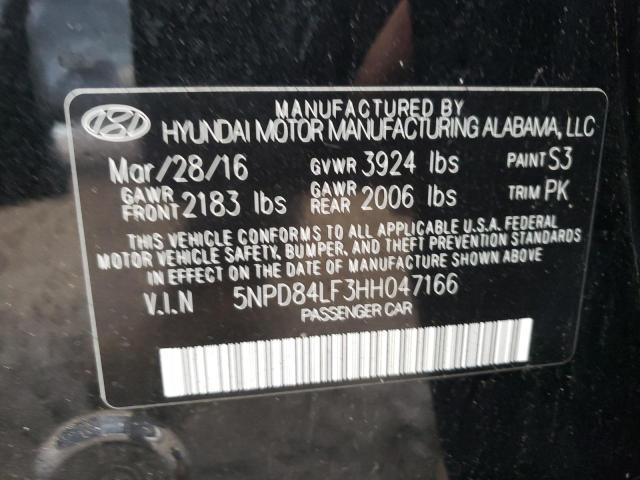 MANUFACTURED BY
HYUNDAI MOTOR MANUFACTURING ALABAMA, LLC
Mar/28/16 GVWR 3924 lbs PAINT S3
GAWR FRONT 2183 lbs GAWR REAR 2006 lbs TRIM PK
THIS VEHICLE CONFORMS TO ALL APPLICABLE U.S.A. FEDERAL
MOTOR VEHICLE SAFETY, BUMPER, AND THEFT PREVENTION STANDARDS
IN EFFECT ON THE DATE OF MANUFACTURE SHOWN ABOVE.
V.I.N 5NPD84LF3HH047166
PASSENGER CAR